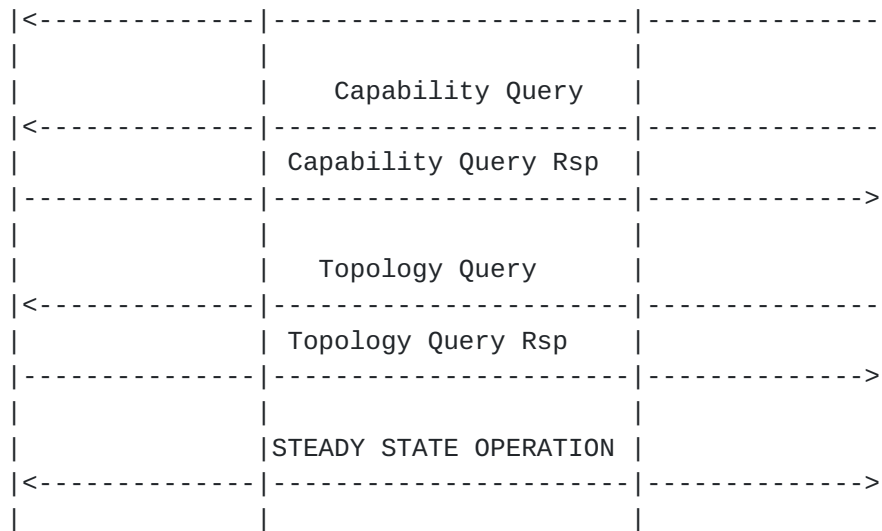 |<--------------|-----------------------|---------------
|               |                       |
|               |    Capability Query   |
|<--------------|-----------------------|---------------
|               | Capability Query Rsp  |
|---------------|-----------------------|-------------->
|               |                       |
|               |   Topology Query      |
|<--------------|-----------------------|---------------
|               | Topology Query Rsp    |
|---------------|-----------------------|-------------->
|               |                       |
|               |STEADY STATE OPERATION |
|<--------------|-----------------------|-------------->
|               |                       |